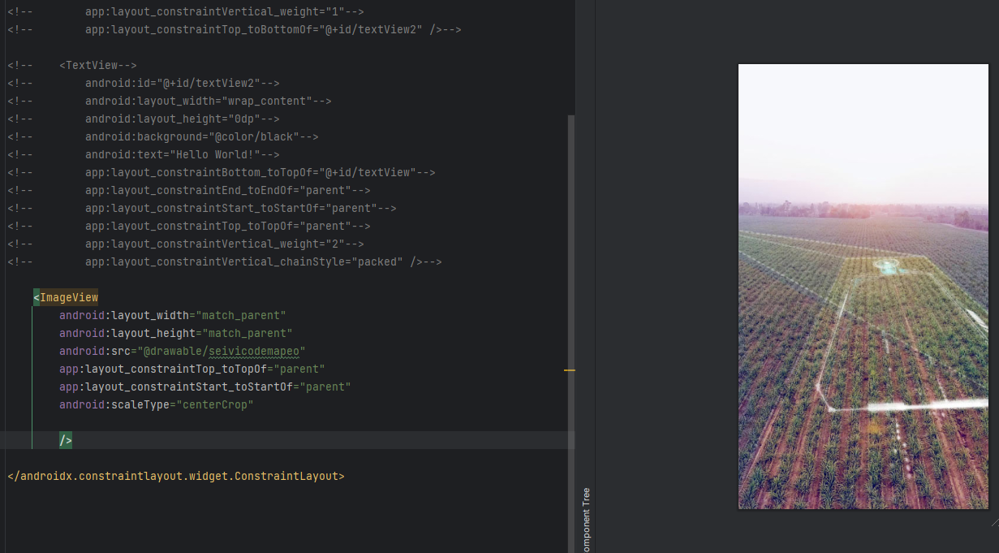 <!--        app:layout_constraintVertical_weight="1"-->
<!--        app:layout_constraintTop_toBottomOf="@+id/textView2" />-->
<!--    <TextView-->
<!--        android:id="@+id/textView2"-->
<!--        android:layout_width="wrap_content"-->
<!--        android:layout_height="0dp"-->
<!--        android:background="@color/black"-->
<!--        android:text="Hello World!"-->
<!--        app:layout_constraintBottom_toTopOf="@+id/textView"-->
<!--        app:layout_constraintEnd_toEndOf="parent"-->
<!--        app:layout_constraintStart_toStartOf="parent"-->
<!--        app:layout_constraintTop_toTopOf="parent"-->
<!--        app:layout_constraintVertical_weight="2"-->
<!--        app:layout_constraintVertical_chainStyle="packed" />-->
    <ImageView
        android:layout_width="match_parent"
        android:layout_height="match_parent"
        android:src="@drawable/seivicodemapeo"
        app:layout_constraintTop_toTopOf="parent"
        app:layout_constraintStart_toStartOf="parent"
        android:scaleType="centerCrop"
        />
</androidx.constraintlayout.widget.ConstraintLayout>
omponent Tree